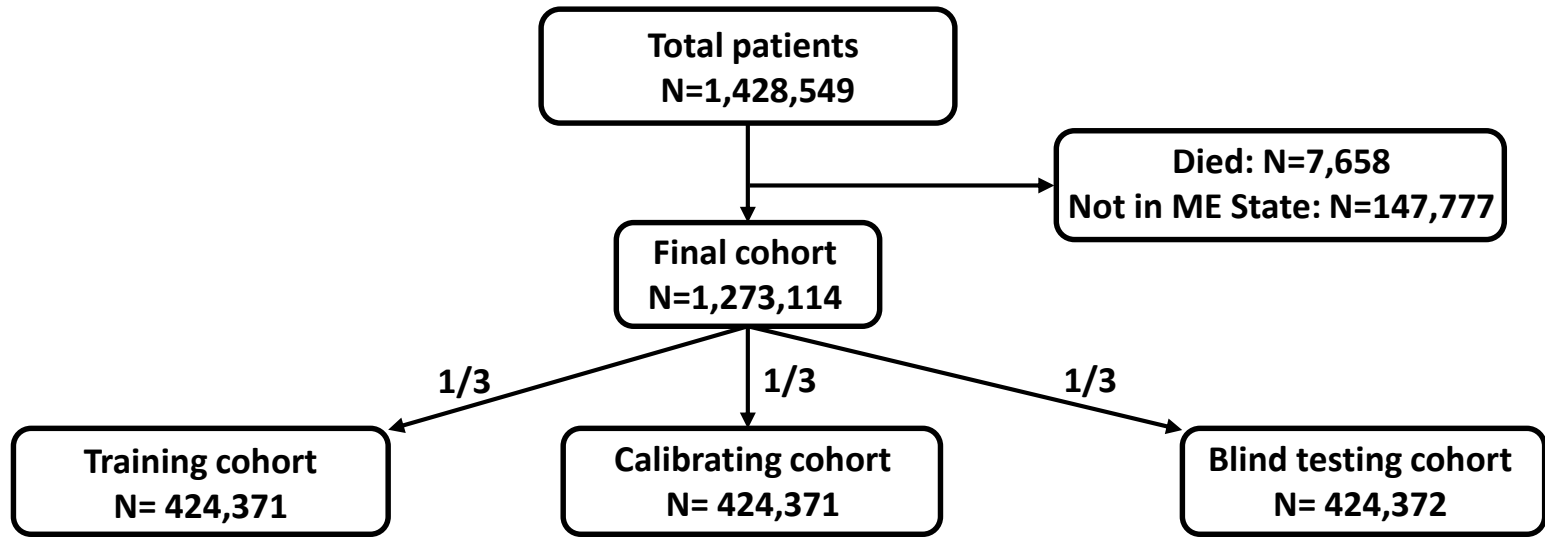 Total patients
N=1,428,549
Died: N=7,658
Not in ME State: N=147,777
Final cohort
N=1,273,114
1/3
1/3
1/3
Training cohort
N= 424,371
Calibrating cohort
N= 424,371
Blind testing cohort
N= 424,372